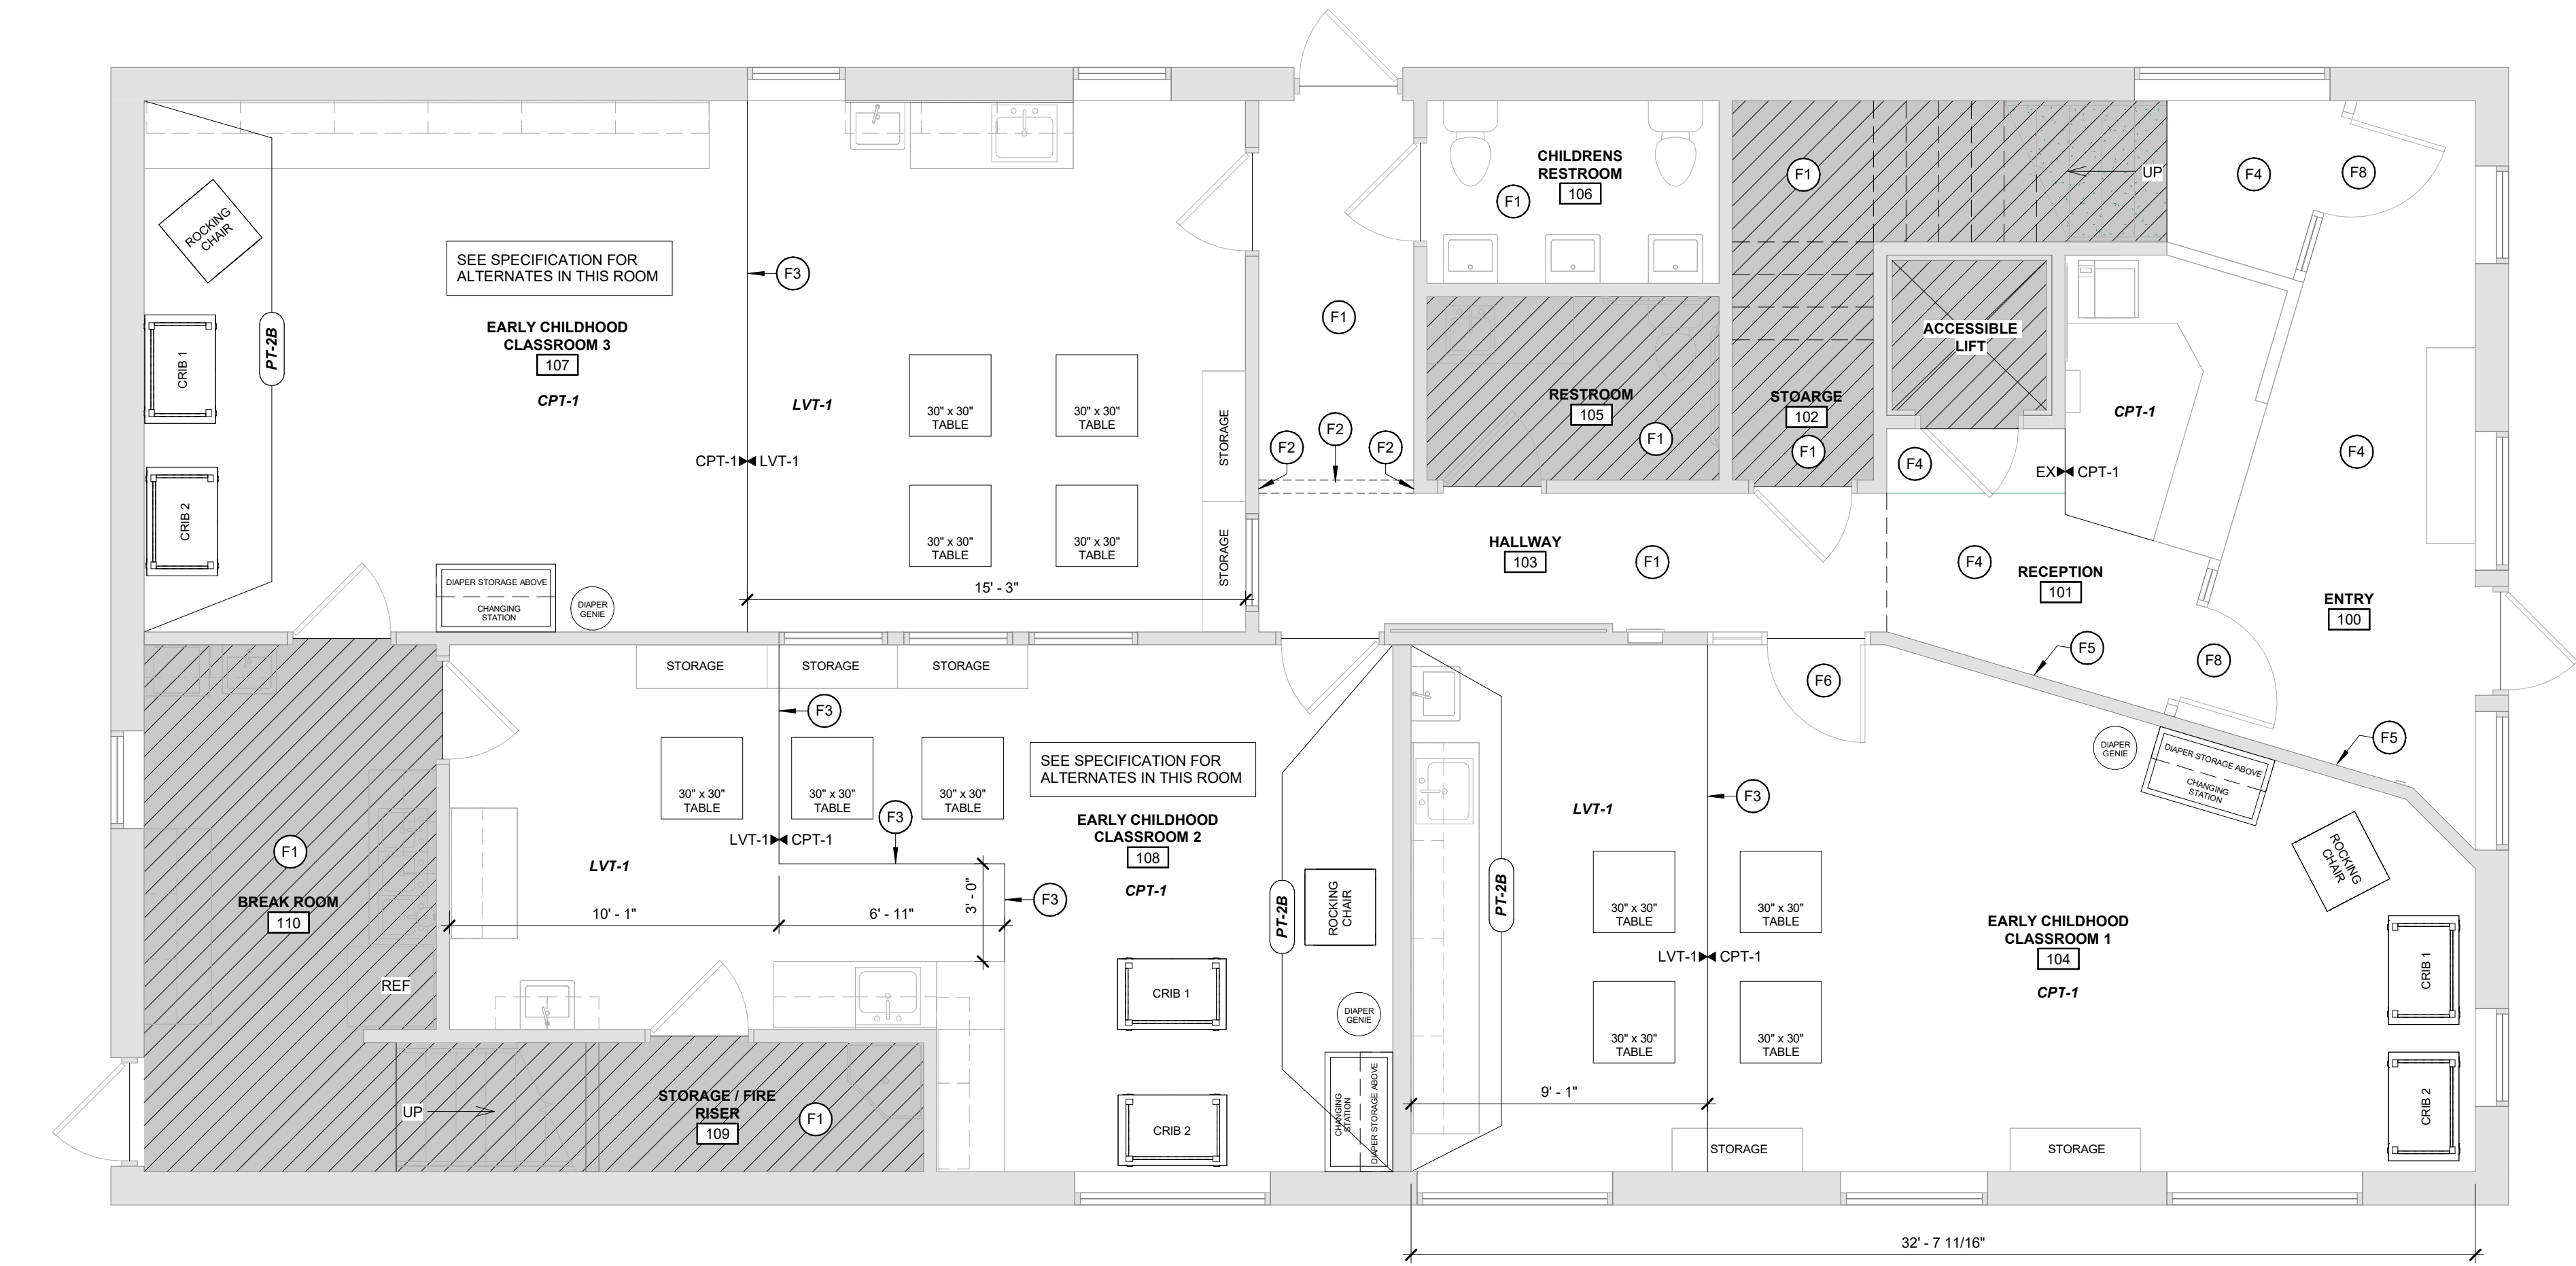 CHILDRENS
RESTROOM
106
F1
F1
UP
F4
F8
ROCKING
CHAIR
SEE SPECIFICATION FOR
ALTERNATES IN THIS ROOM
F3
EARLY CHILDHOOD
CLASSROOM 3
107
CPT-1
PT-2B
CRIB 1
CRIB 2
LVT-1
CPT-1
LVT-1
30" x 30"
TABLE
30" x 30"
TABLE
30" x 30"
TABLE
30" x 30"
TABLE
STORAGE
STORAGE
15' - 3"
DIAPER STORAGE ABOVE
CHANGING
STATION
DIAPER
GENIE
F1
F2
F2
F2
RESTROOM
105
F1
STOARGE
102
F1
ACCESSIBLE
LIFT
CPT-1
F4
EX
CPT-1
F4
HALLWAY
103
F1
F4
RECEPTION
101
ENTRY
100
F5
F8
F5
F6
STORAGE
STORAGE
STORAGE
F3
30" x 30"
TABLE
30" x 30"
TABLE
30" x 30"
TABLE
SEE SPECIFICATION FOR
ALTERNATES IN THIS ROOM
F3
LVT-1
CPT-1
EARLY CHILDHOOD
CLASSROOM 2
108
CPT-1
LVT-1
F3
10' - 1"
6' - 11"
3' - 0"
F1
BREAK ROOM
110
REF
UP
STORAGE / FIRE
RISER
109
F1
PT-2B
ROCKING
CHAIR
CRIB 1
CRIB 2
DIAPER
GENIE
CHANGING
STATION
DIAPER STORAGE ABOVE
PT-2B
LVT-1
F3
30" x 30"
TABLE
30" x 30"
TABLE
LVT-1
CPT-1
30" x 30"
TABLE
30" x 30"
TABLE
9' - 1"
STORAGE
STORAGE
DIAPER
GENIE
DIAPER STORAGE ABOVE
CHANGING
STATION
ROCKING
CHAIR
EARLY CHILDHOOD
CLASSROOM 1
104
CPT-1
CRIB 1
CRIB 2
32' - 7 11/16"